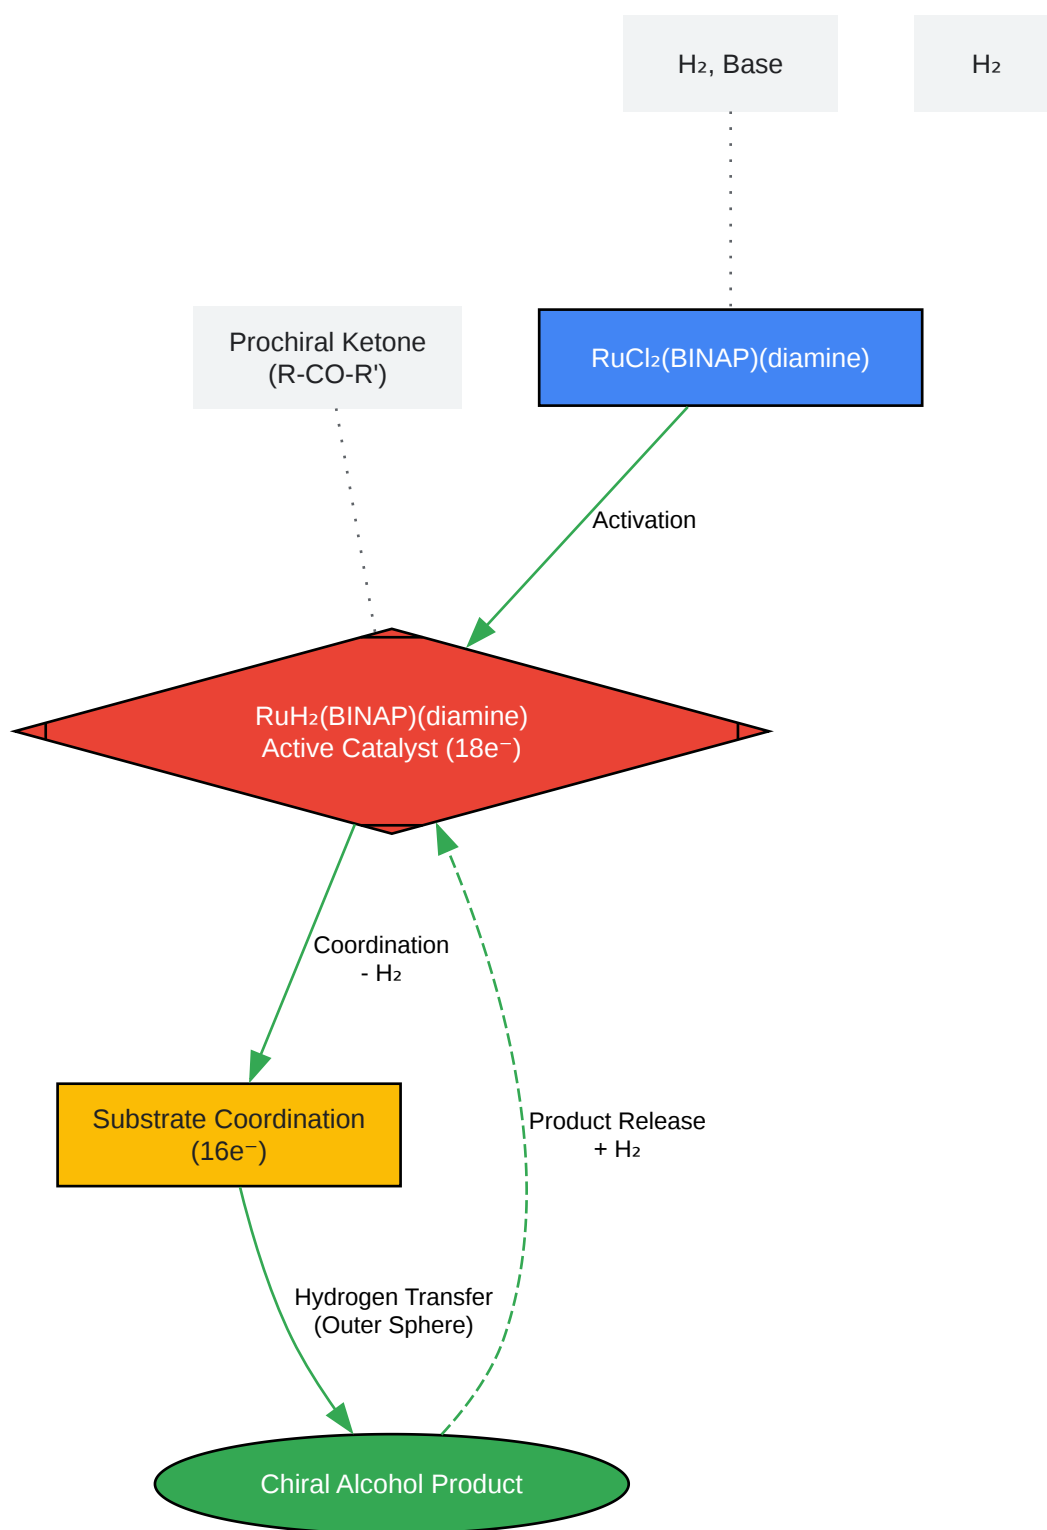 H₂, Base
H₂
Prochiral Ketone
(R-CO-R')
RuCl₂(BINAP)(diamine)
Activation
RuH₂(BINAP)(diamine)
Active Catalyst (18e⁻)
Coordination
- H₂
Substrate Coordination
(16e⁻)
Product Release
+ H₂
Hydrogen Transfer
(Outer Sphere)
Chiral Alcohol Product